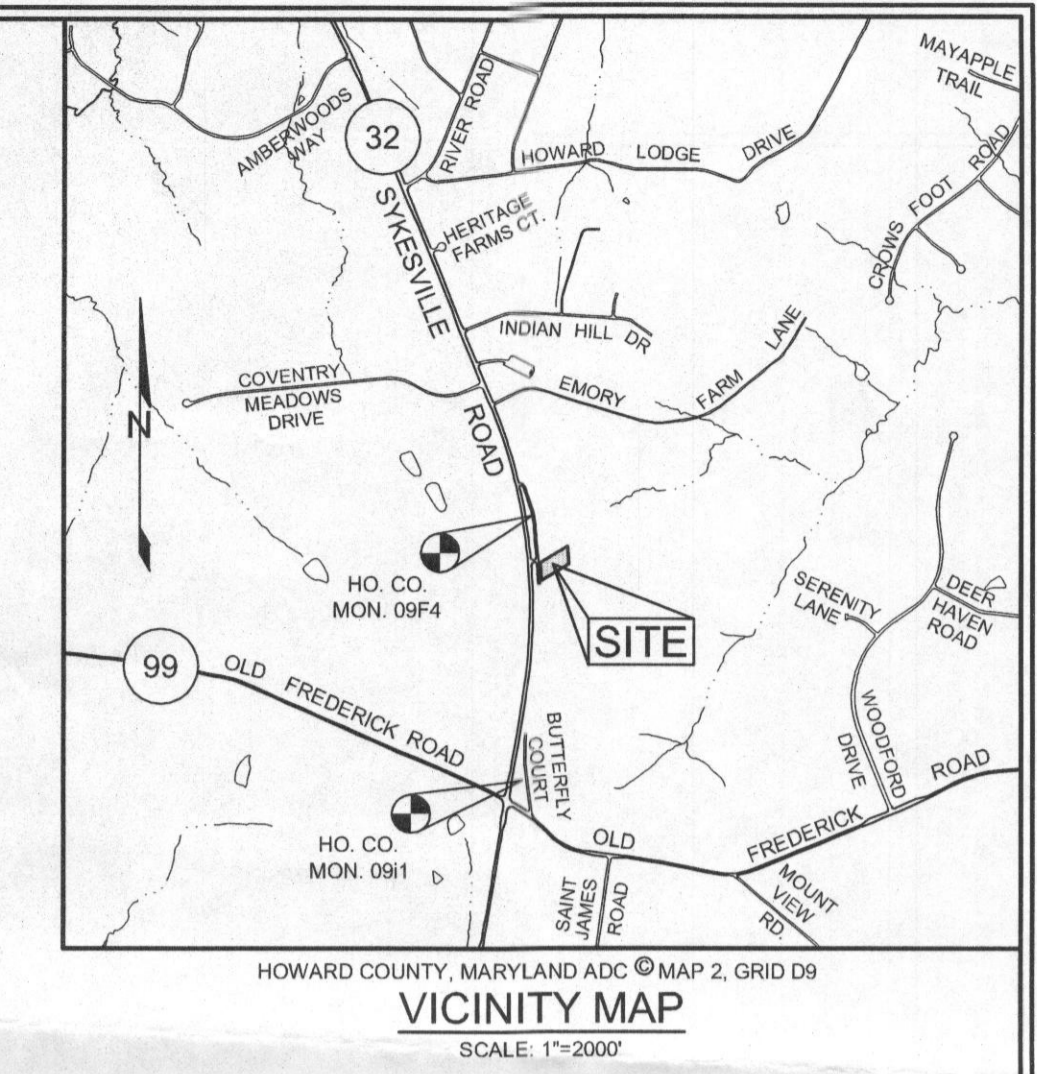 MAYAPPLE
TRAIL
AMBERWOODS
WAY
32
RIVER ROAD
HOWARD LODGE DRIVE
CROWS FOOT ROAD
SYKESVILLE
ROAD
HERITAGE
FARMS CT.
INDIAN HILL DR
COVENTRY
MEADOWS
DRIVE
EMORY FARM LANE
N
HO. CO.
MON. 09F4
SITE
SERENITY
LANE
DEER
HAVEN
ROAD
99
OLD FREDERICK ROAD
BUTTERFLY
COURT
WOODFORD
DRIVE
HO. CO.
MON. 09i1
OLD FREDERICK ROAD
SAINT
JAMES
ROAD
MOUNT
VIEW
RD.
HOWARD COUNTY, MARYLAND ADC © MAP 2, GRID D9
VICINITY MAP
SCALE: 1"=2000'